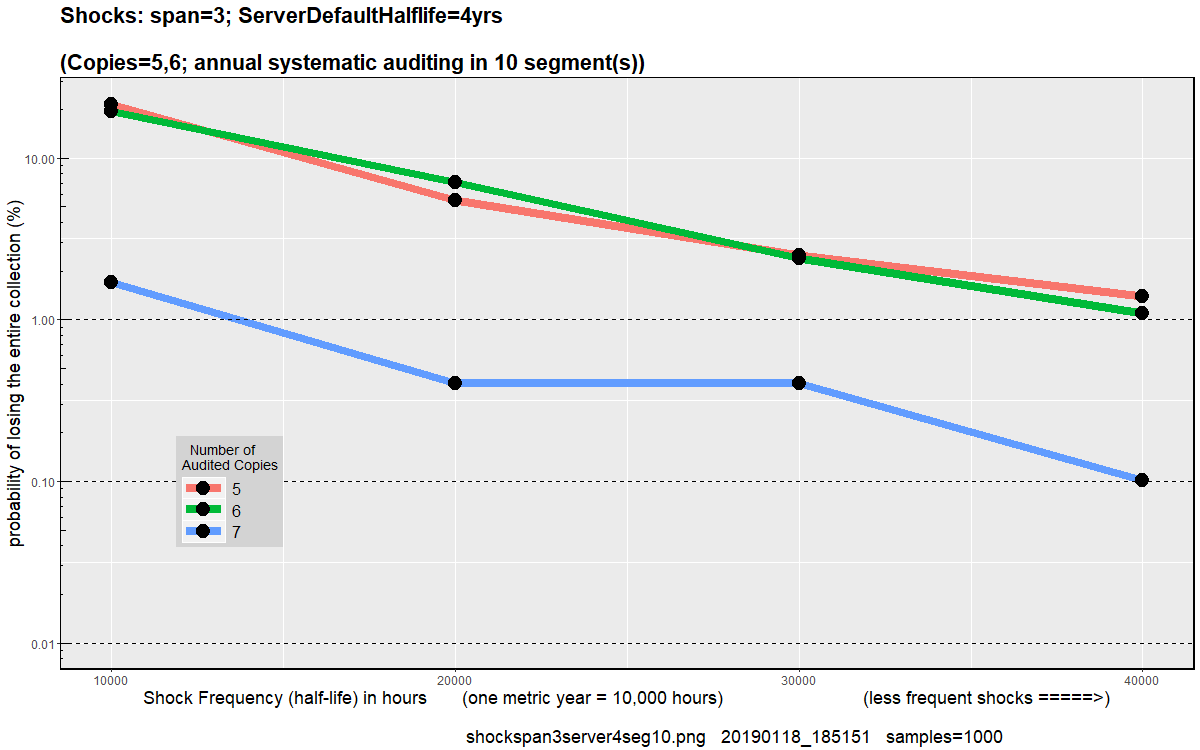 Shocks: span=3; ServerDefaultHalflife=4yrs
(Copies=5,6; annual systematic auditing in 10 segment(s))
probability of losing the entire collection (%)
10.00
1.00
0.10
0.01
Number of
Audited Copies
5
6
7
10000 20000 30000 40000
Shock Frequency (half-life) in hours (one metric year = 10,000 hours) (less frequent shocks =====>)
shockspan3server4seg10.png 20190118_185151 samples=1000